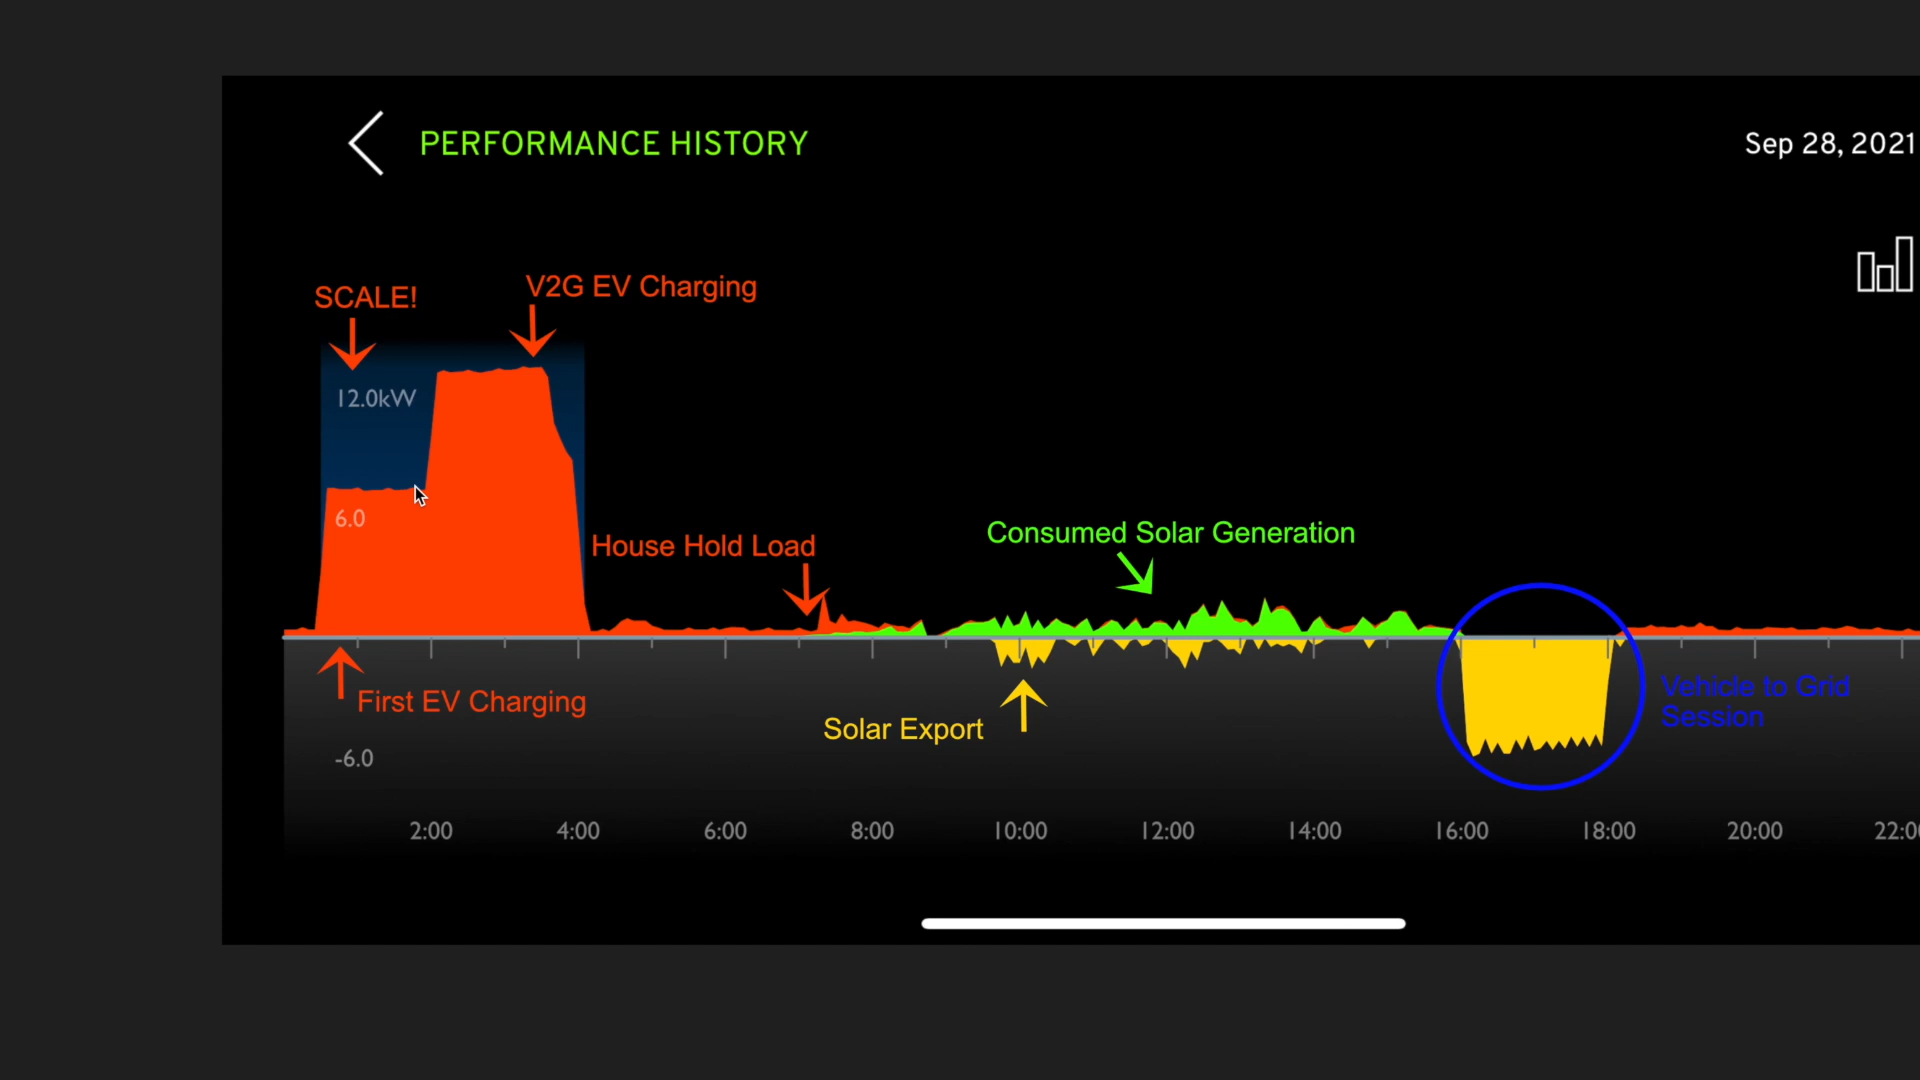 PERFORMANCE HISTORY
Sep 28, 2021
SCALE!
V2G EV Charging
12.0kW
6.0
House Hold Load
Consumed Solar Generation
First EV Charging
Solar Export
Vehicle to Grid
Session
-6.0
2:00 4:00 6:00 8:00 10:00 12:00 14:00 16:00 18:00 20:00 22:00